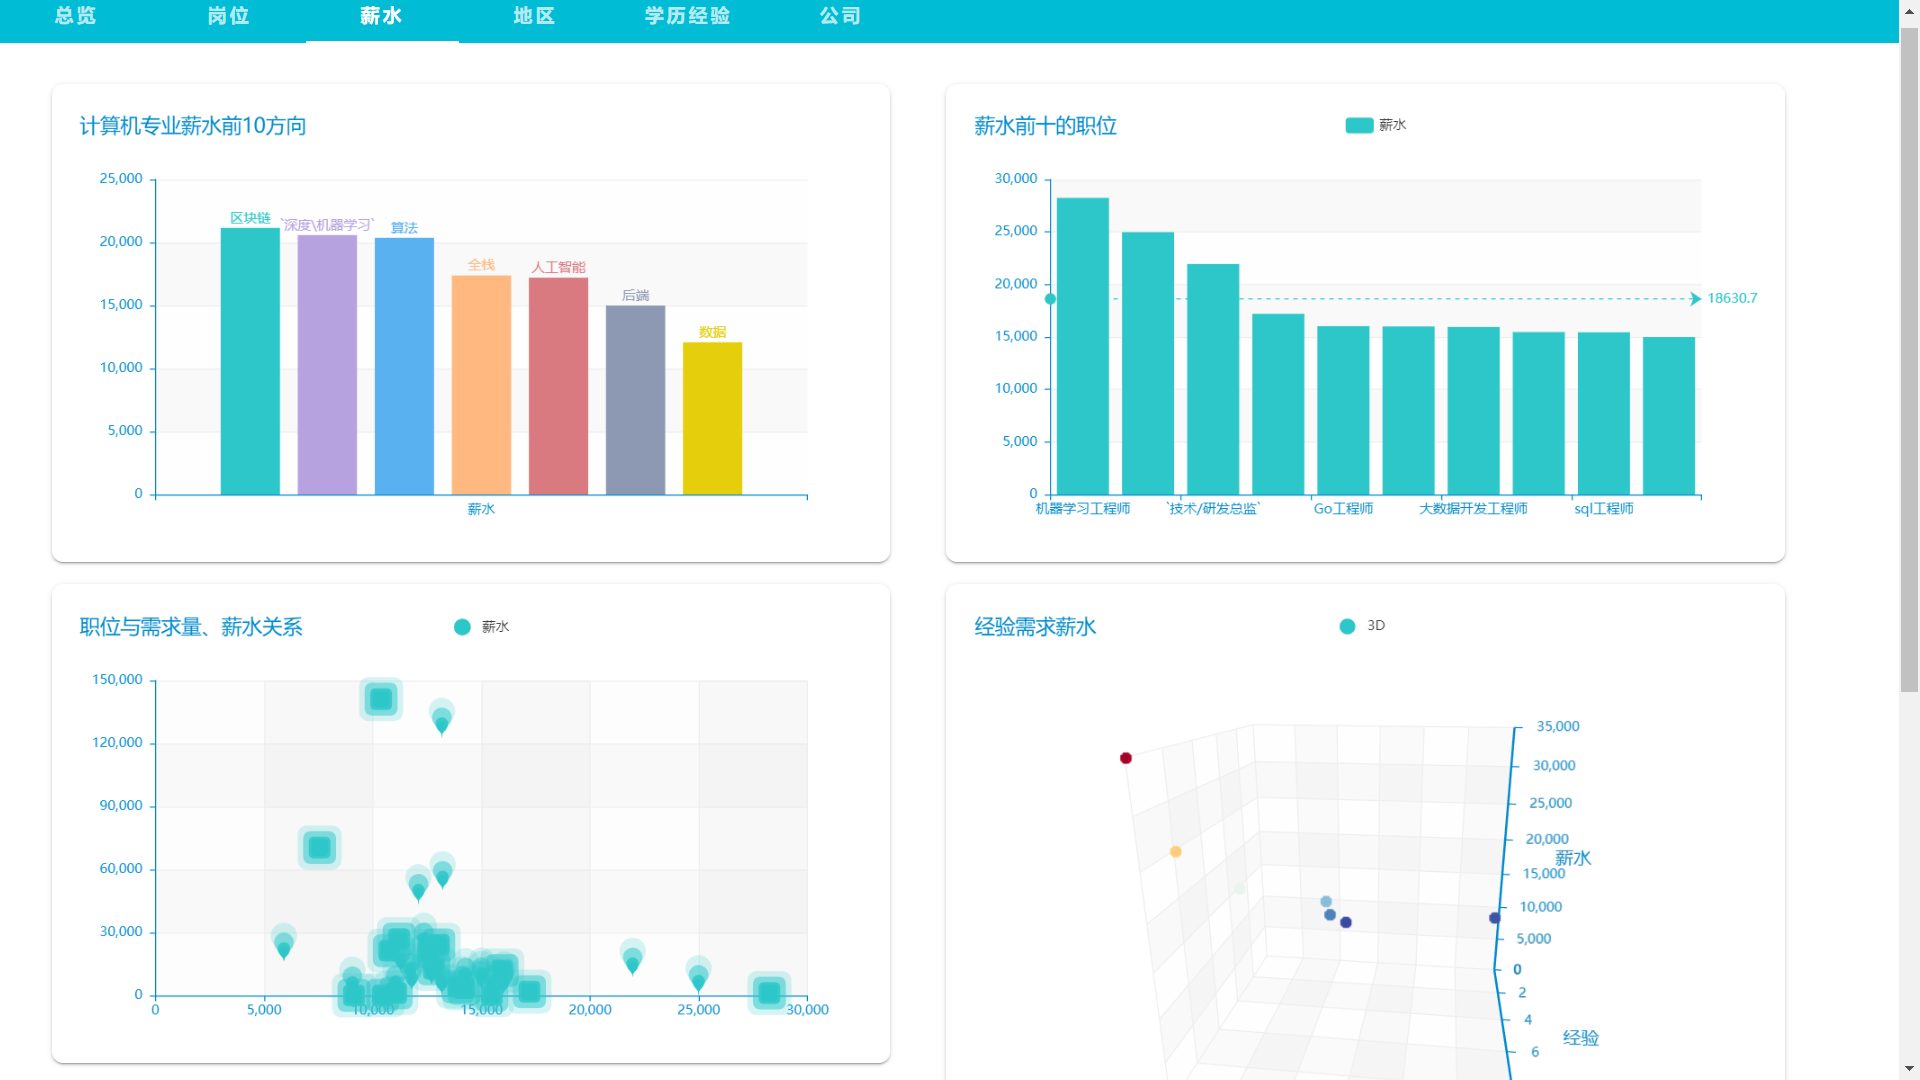 总览 岗位 薪水 地区 学历经验 公司
计算机专业薪水前10方向
25,000
20,000
15,000
10,000
5,000
0
区块链
`深度\机器学习`
算法
全栈
人工智能
后端
数据
薪水
薪水前十的职位
薪水
30,000
25,000
20,000
15,000
10,000
5,000
0
18630.7
机器学习工程师 `技术/研发总监` Go工程师 大数据开发工程师 sql工程师
职位与需求量、薪水关系
薪水
150,000
120,000
90,000
60,000
30,000
0
0 5,000 10,000 15,000 20,000 25,000 30,000
经验需求薪水
3D
35,000
30,000
25,000
20,000
薪水
15,000
10,000
5,000
0
2
4
经验
6